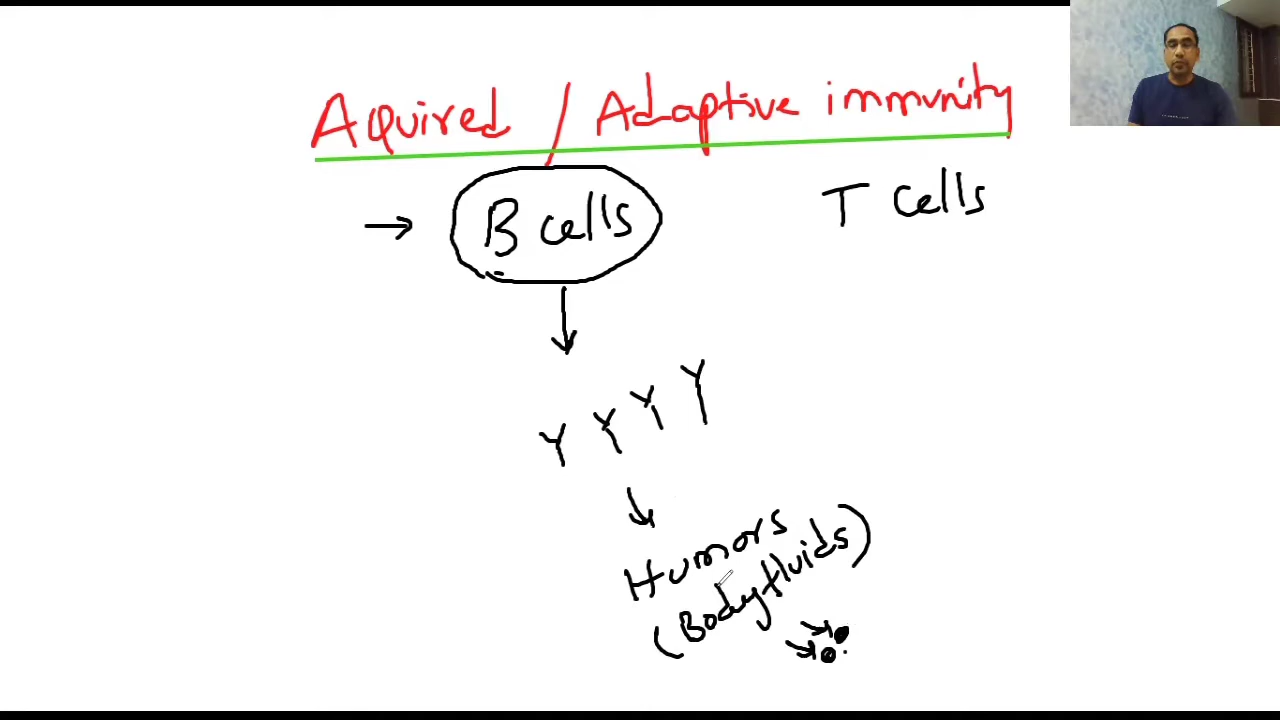 Aquired / Adaptive immunity
→ B cells
T cells
Y Y Y Y
Humors
(Bodyfluids)